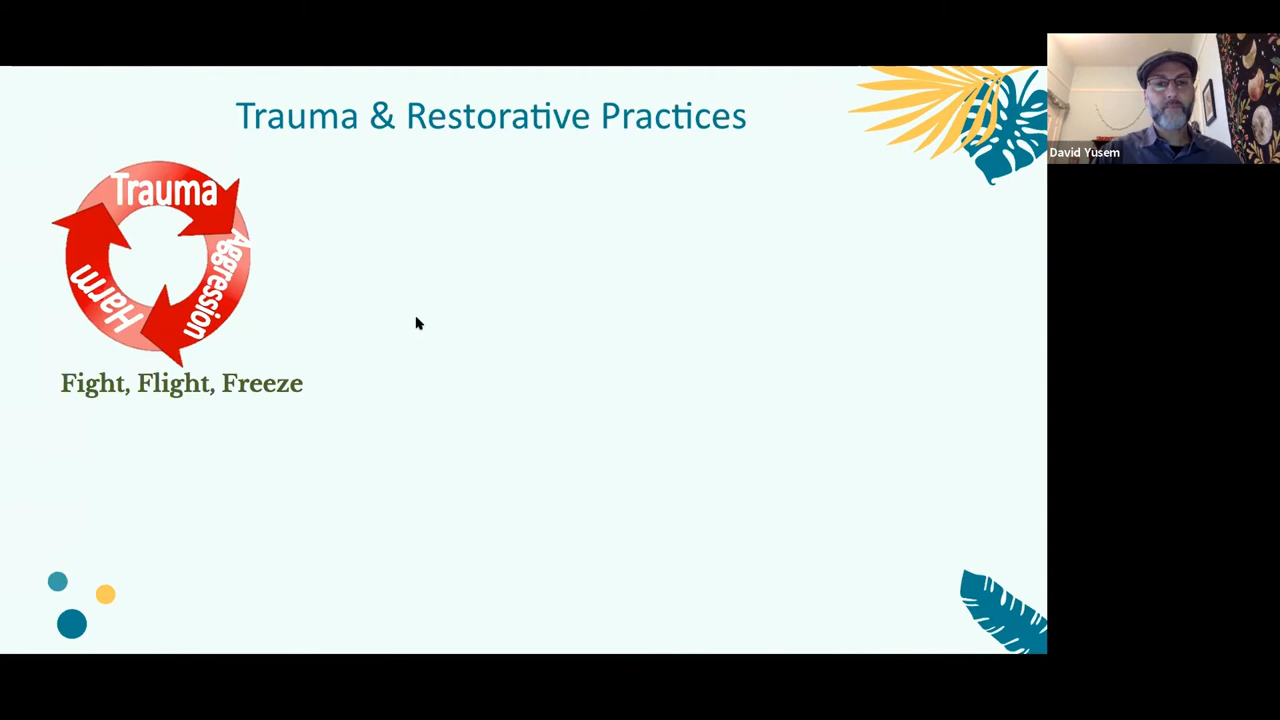 Trauma & Restorative Practices
David Yusem
Trauma
Aggression
Harm
Fight, Flight, Freeze